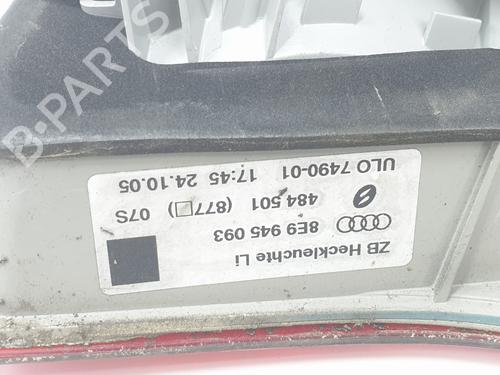 ZB Heckleuchte Li
8E9 945 093
484 501 (877□) 07S
ULO 7490-01 17:45 24.10.05
B-PARTS